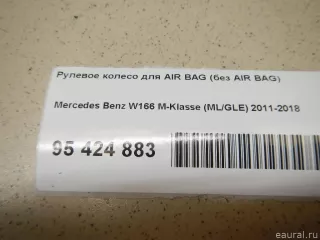 Рулевое колесо для AIR BAG (без AIR BAG)
Mercedes Benz W166 M-Klasse (ML/GLE) 2011-2018
95 424 883
eaural.ru